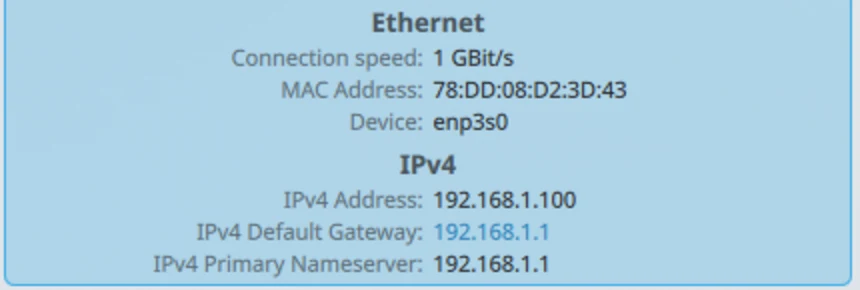 Ethernet
Connection speed: 1 GBit/s
MAC Address: 78:DD:08:D2:3D:43
Device: enp3s0
IPv4
IPv4 Address: 192.168.1.100
IPv4 Default Gateway: 192.168.1.1
IPv4 Primary Nameserver: 192.168.1.1